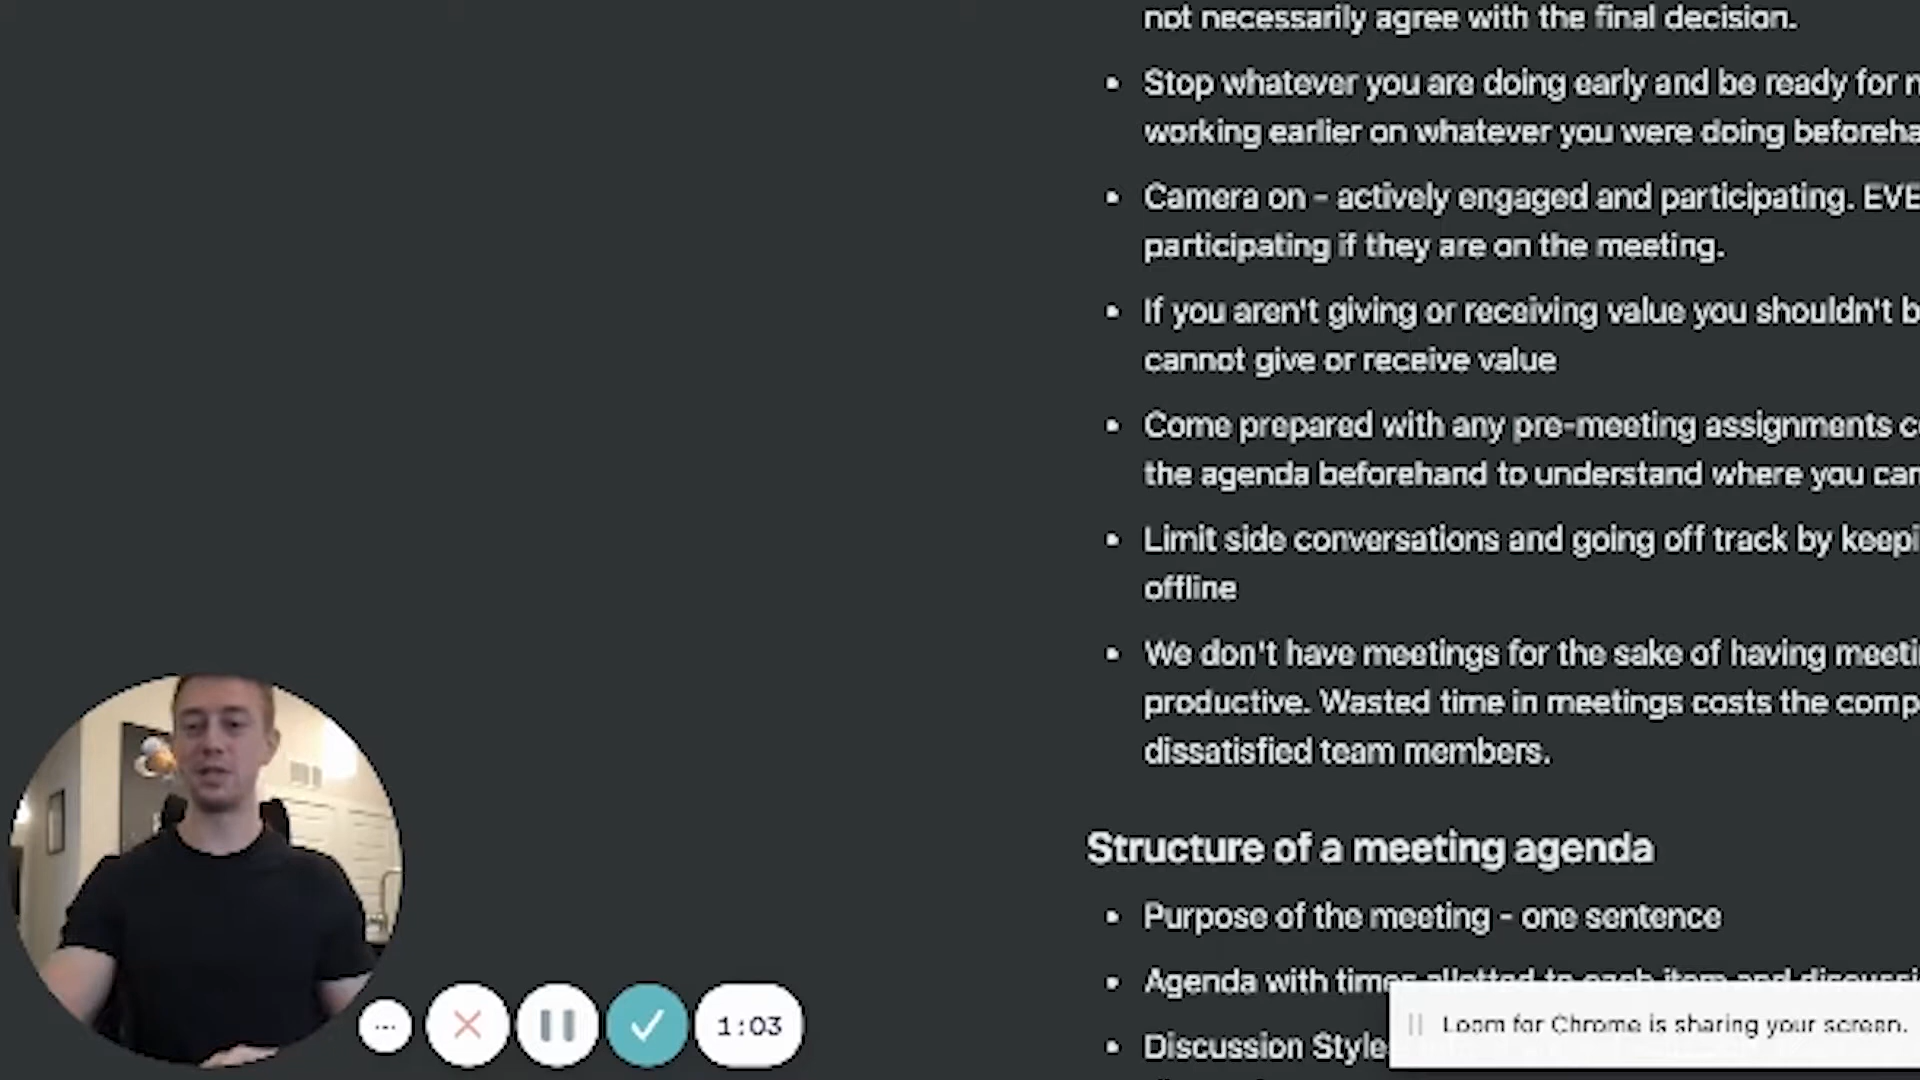 not necessarily agree with the final decision.
• Stop whatever you are doing early and be ready for
working earlier on whatever you were doing
• Camera on - actively engaged and participating.
participating if they are on the meeting.
• If you aren't giving or receiving value you shouldn't
cannot give or receive value
• Come prepared with any pre-meeting assignments
the agenda beforehand to understand where you
• Limit side conversations and going off track by
offline
• We don't have meetings for the sake of having
productive. Wasted time in meetings costs the
dissatisfied team members.
Structure of a meeting agenda
• Purpose of the meeting - one sentence
• Agenda with times allotted to each item and
• Discussion Style
1:03
Loom for Chrome is sharing your screen.